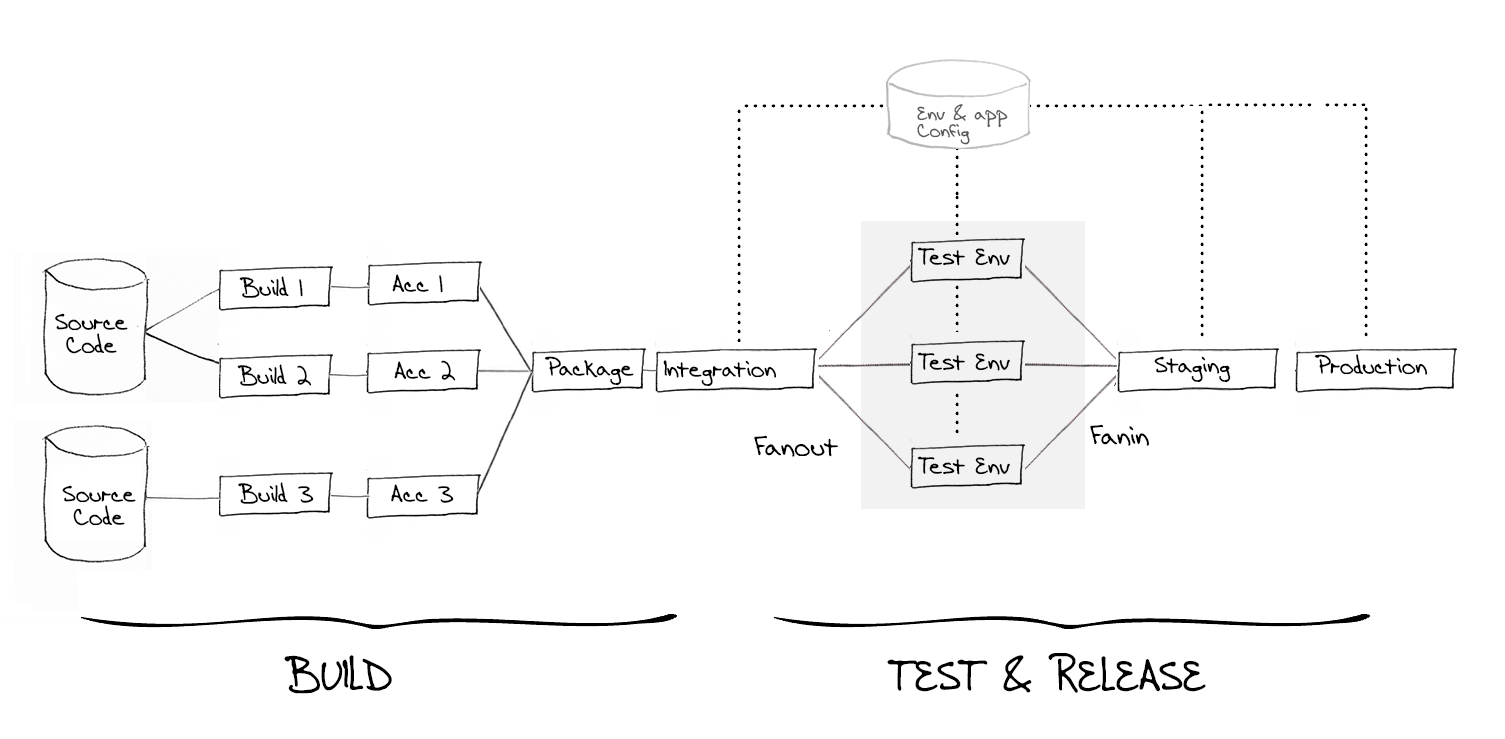 Env & app
Config
Source
Code
Build 1
Acc 1
Build 2
Acc 2
Source
Code
Build 3
Acc 3
Package
Integration
Fanout
Test Env
Test Env
Test Env
Fanin
Staging
Production
BUILD
TEST & RELEASE